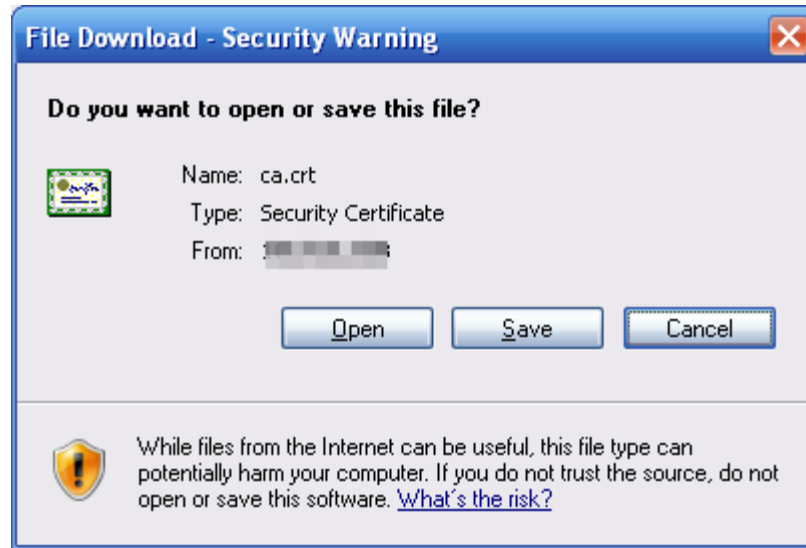 File Download - Security Warning
Do you want to open or save this file?
Name: ca.crt
Type: Security Certificate
From:
Open Save Cancel
While files from the Internet can be useful, this file type can
potentially harm your computer. If you do not trust the source, do not
open or save this software. What's the risk?